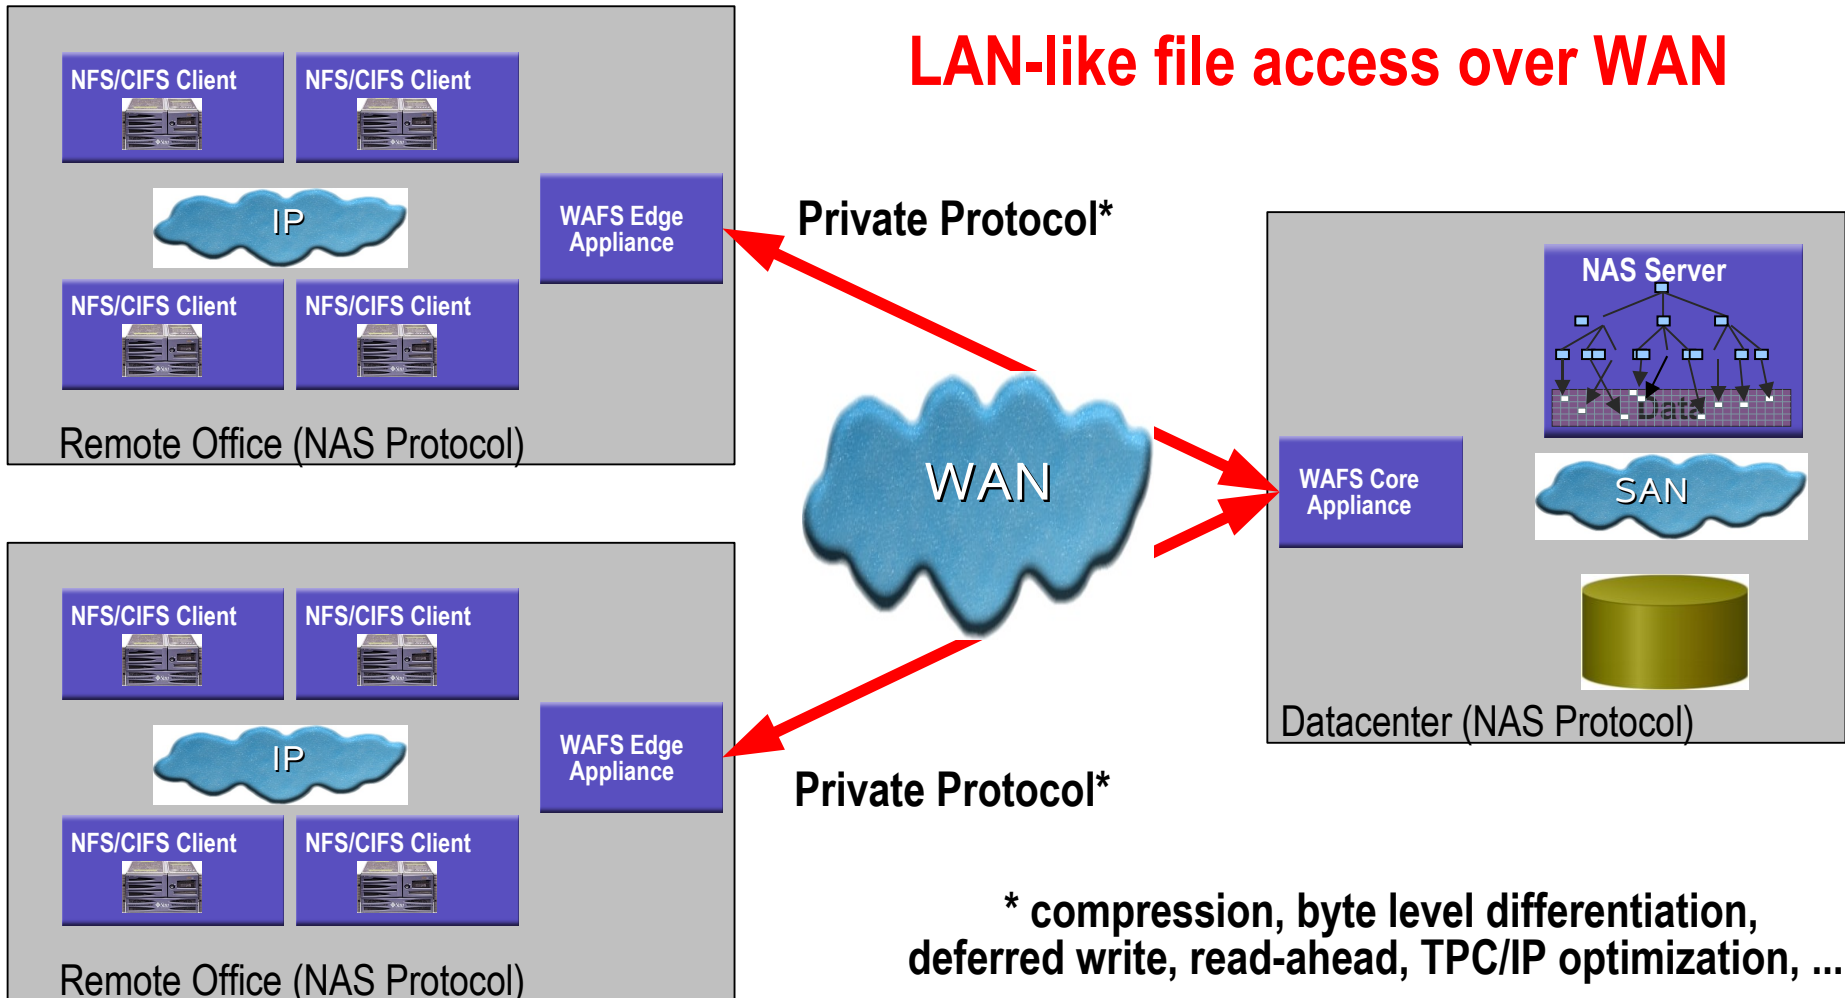 LAN-like file access over WAN
NFS/CIFS Client
NFS/CIFS Client
IP
WAFS Edge
Appliance
NFS/CIFS Client
NFS/CIFS Client
Remote Office (NAS Protocol)
Private Protocol*
WAN
NAS Server
Data
WAFS Core
Appliance
SAN
Datacenter (NAS Protocol)
NFS/CIFS Client
NFS/CIFS Client
IP
WAFS Edge
Appliance
NFS/CIFS Client
NFS/CIFS Client
Remote Office (NAS Protocol)
Private Protocol*
* compression, byte level differentiation,
deferred write, read-ahead, TPC/IP optimization, ...